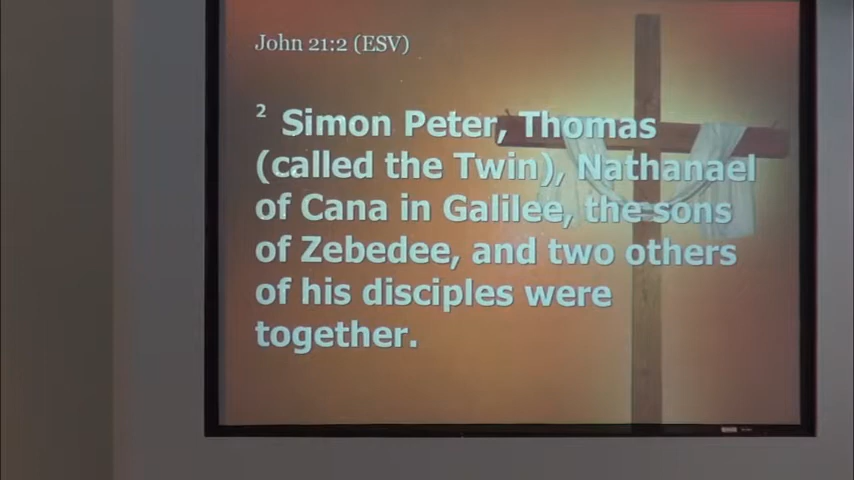 John 21:2 (ESV)
2 Simon Peter, Thomas
(called the Twin), Nathanael
of Cana in Galilee, the sons
of Zebedee, and two others
of his disciples were
together.